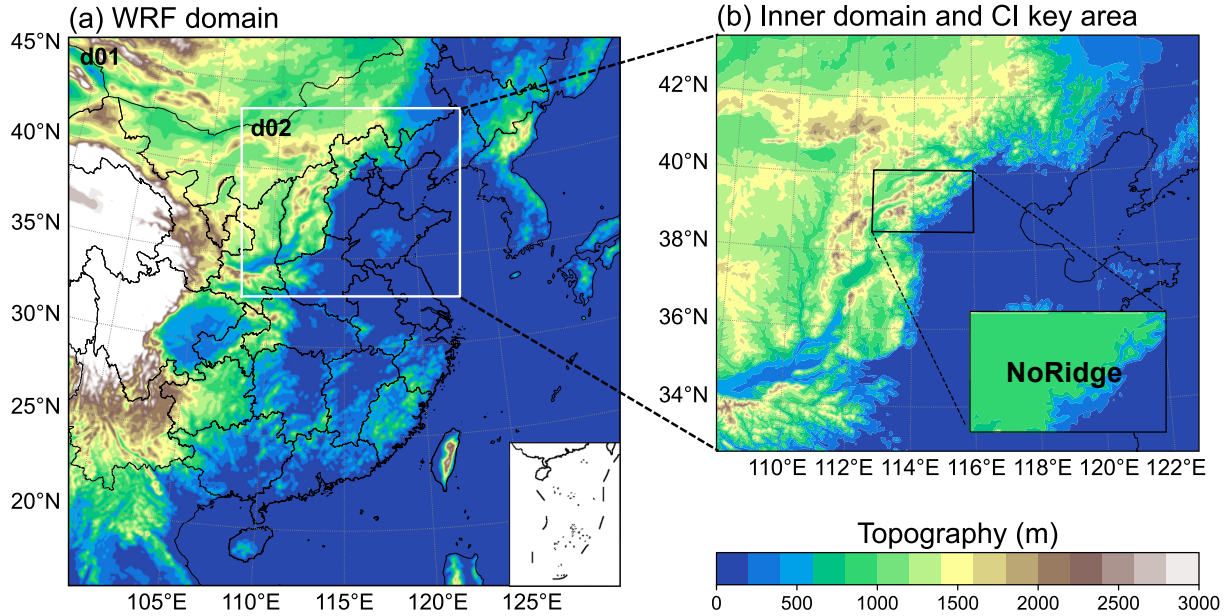 (a) WRF domain
45°N
40°N
35°N
30°N
25°N
20°N
d01
d02
105°E
110°E
115°E
120°E
125°E
(b) Inner domain and CI key area
42°N
40°N
38°N
36°N
34°N
NoRidge
110°E
112°E
114°E
116°E
118°E
120°E
122°E
Topography (m)
0
500
1000
1500
2000
2500
3000